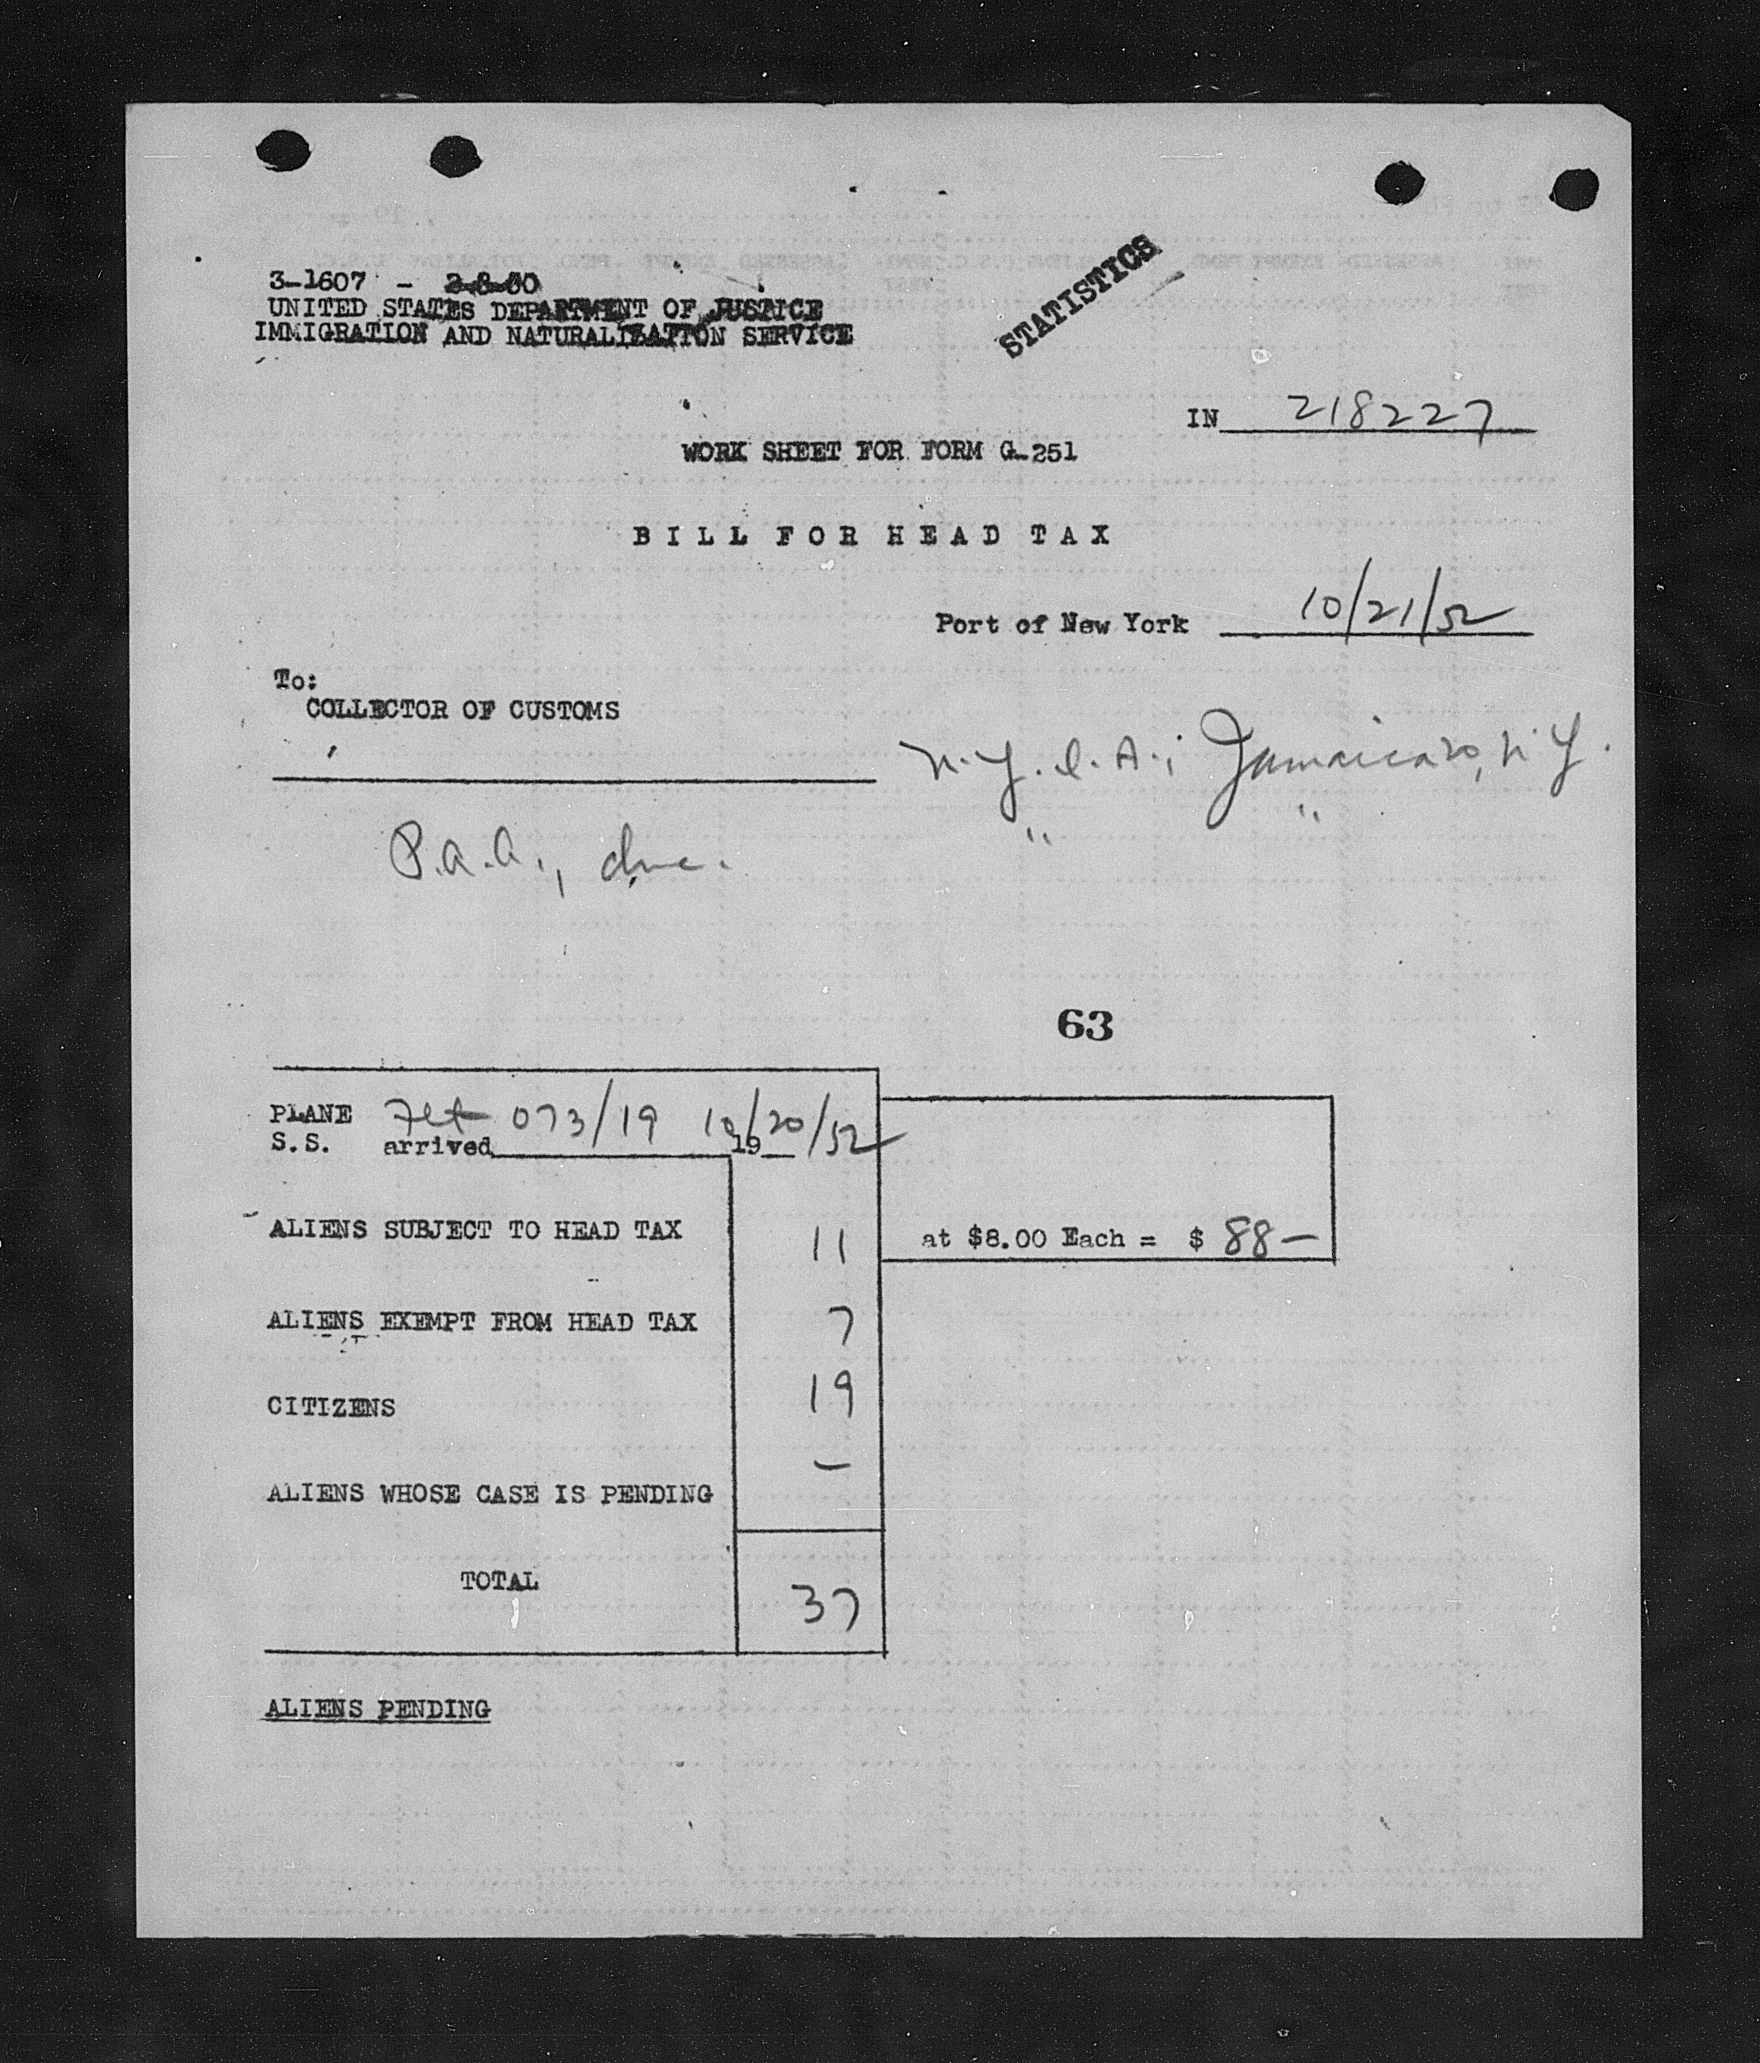 STATISTICS
3-1607 - 2-8-50
UNITED STATES DEPARTMENT OF JUSTICE
IMMIGRATION AND NATURALIZATION SERVICE
IN 218227
WORK SHEET FOR FORM G-251
BILL FOR HEAD TAX
Port of New York 10/21/52
To:
COLLECTOR OF CUSTOMS
N.Y.I.A.; Jamaica 30, N.Y.
" "
P.A.A., Inc.
63
PLANE Flt 073/19 10/20/52
S.S. arrived 19
ALIENS SUBJECT TO HEAD TAX 11 at $8.00 Each = $ 88—
ALIENS EXEMPT FROM HEAD TAX 7
CITIZENS 19
ALIENS WHOSE CASE IS PENDING –
TOTAL 37
ALIENS PENDING